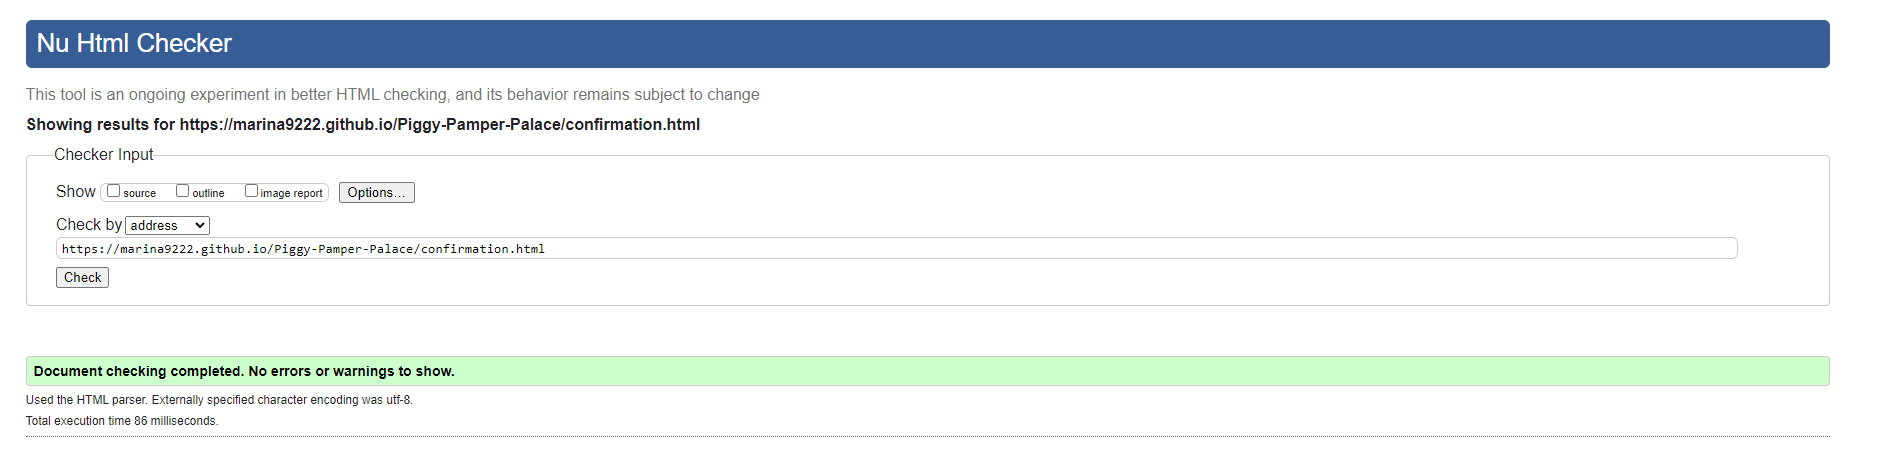 Nu Html Checker
This tool is an ongoing experiment in better HTML checking, and its behavior remains subject to change
Showing results for https://marina9222.github.io/Piggy-Pamper-Palace/confirmation.html
Checker Input
Show source outline image report Options...
Check by address
https://marina9222.github.io/Piggy-Pamper-Palace/confirmation.html
Check
Document checking completed. No errors or warnings to show.
Used the HTML parser. Externally specified character encoding was utf-8.
Total execution time 86 milliseconds.